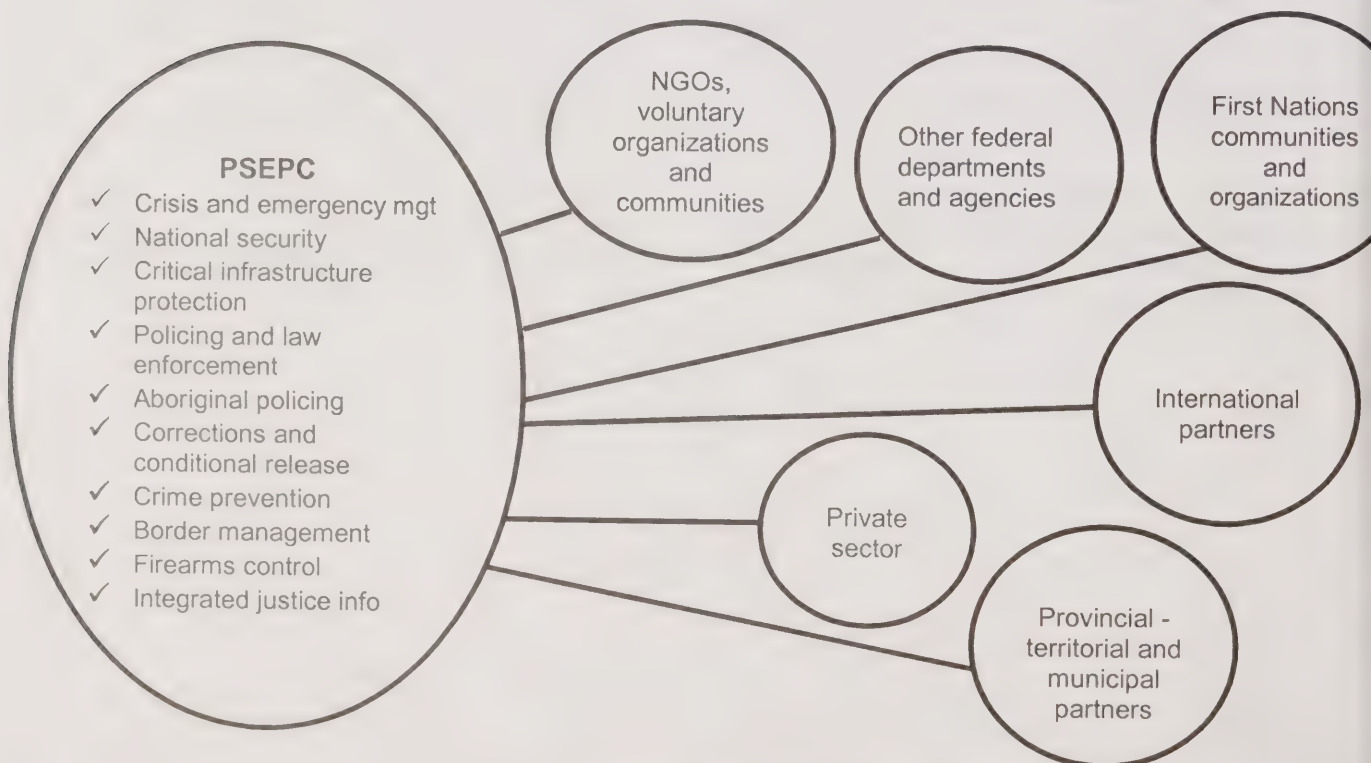 PSEPC
✓ Crisis and emergency mgt
✓ National security
✓ Critical infrastructure
protection
✓ Policing and law
enforcement
✓ Aboriginal policing
✓ Corrections and
conditional release
✓ Crime prevention
✓ Border management
✓ Firearms control
✓ Integrated justice info
NGOs,
voluntary
organizations
and
communities
Other federal
departments
and agencies
First Nations
communities
and
organizations
International
partners
Private
sector
Provincial -
territorial and
municipal
partners